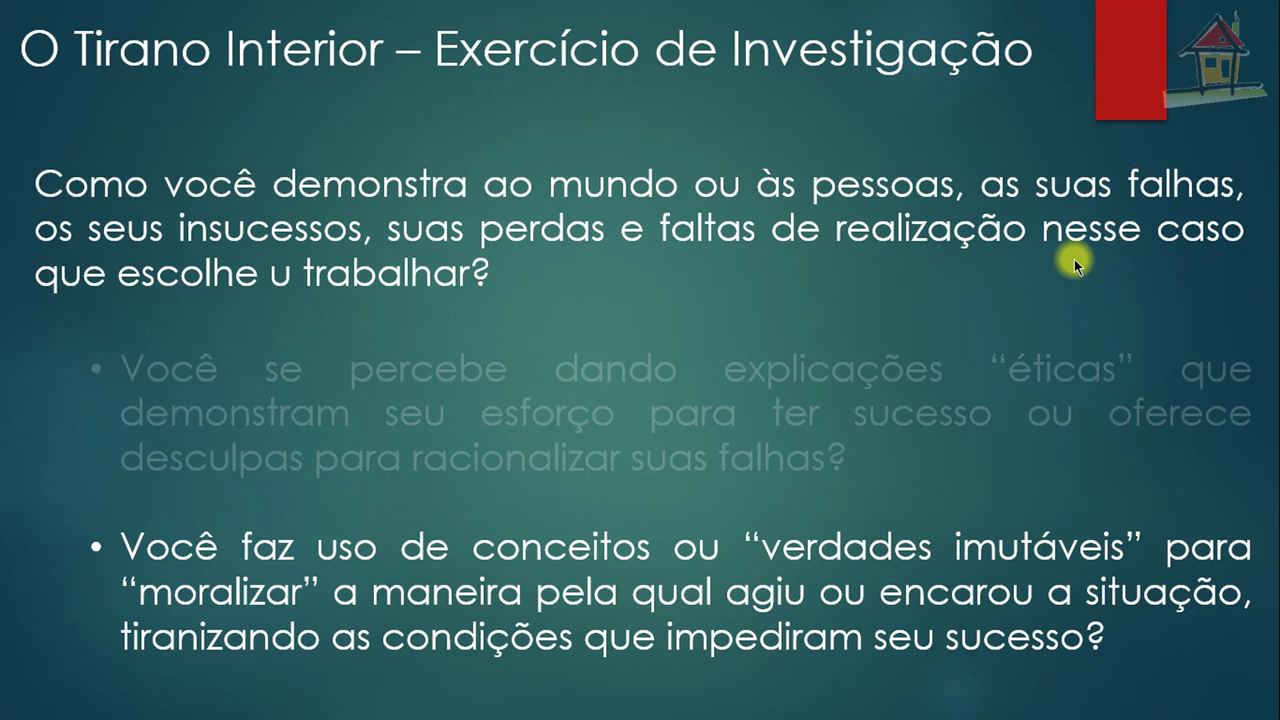 O Tirano Interior – Exercício de Investigação
Como você demonstra ao mundo ou às pessoas, as suas falhas,
os seus insucessos, suas perdas e faltas de realização nesse caso
que escolhe u trabalhar?
• Você se percebe dando explicações “éticas” que
demonstram seu esforço para ter sucesso ou oferece
desculpas para racionalizar suas falhas?
• Você faz uso de conceitos ou “verdades imutáveis” para
“moralizar” a maneira pela qual agiu ou encarou a situação,
tiranizando as condições que impediram seu sucesso?